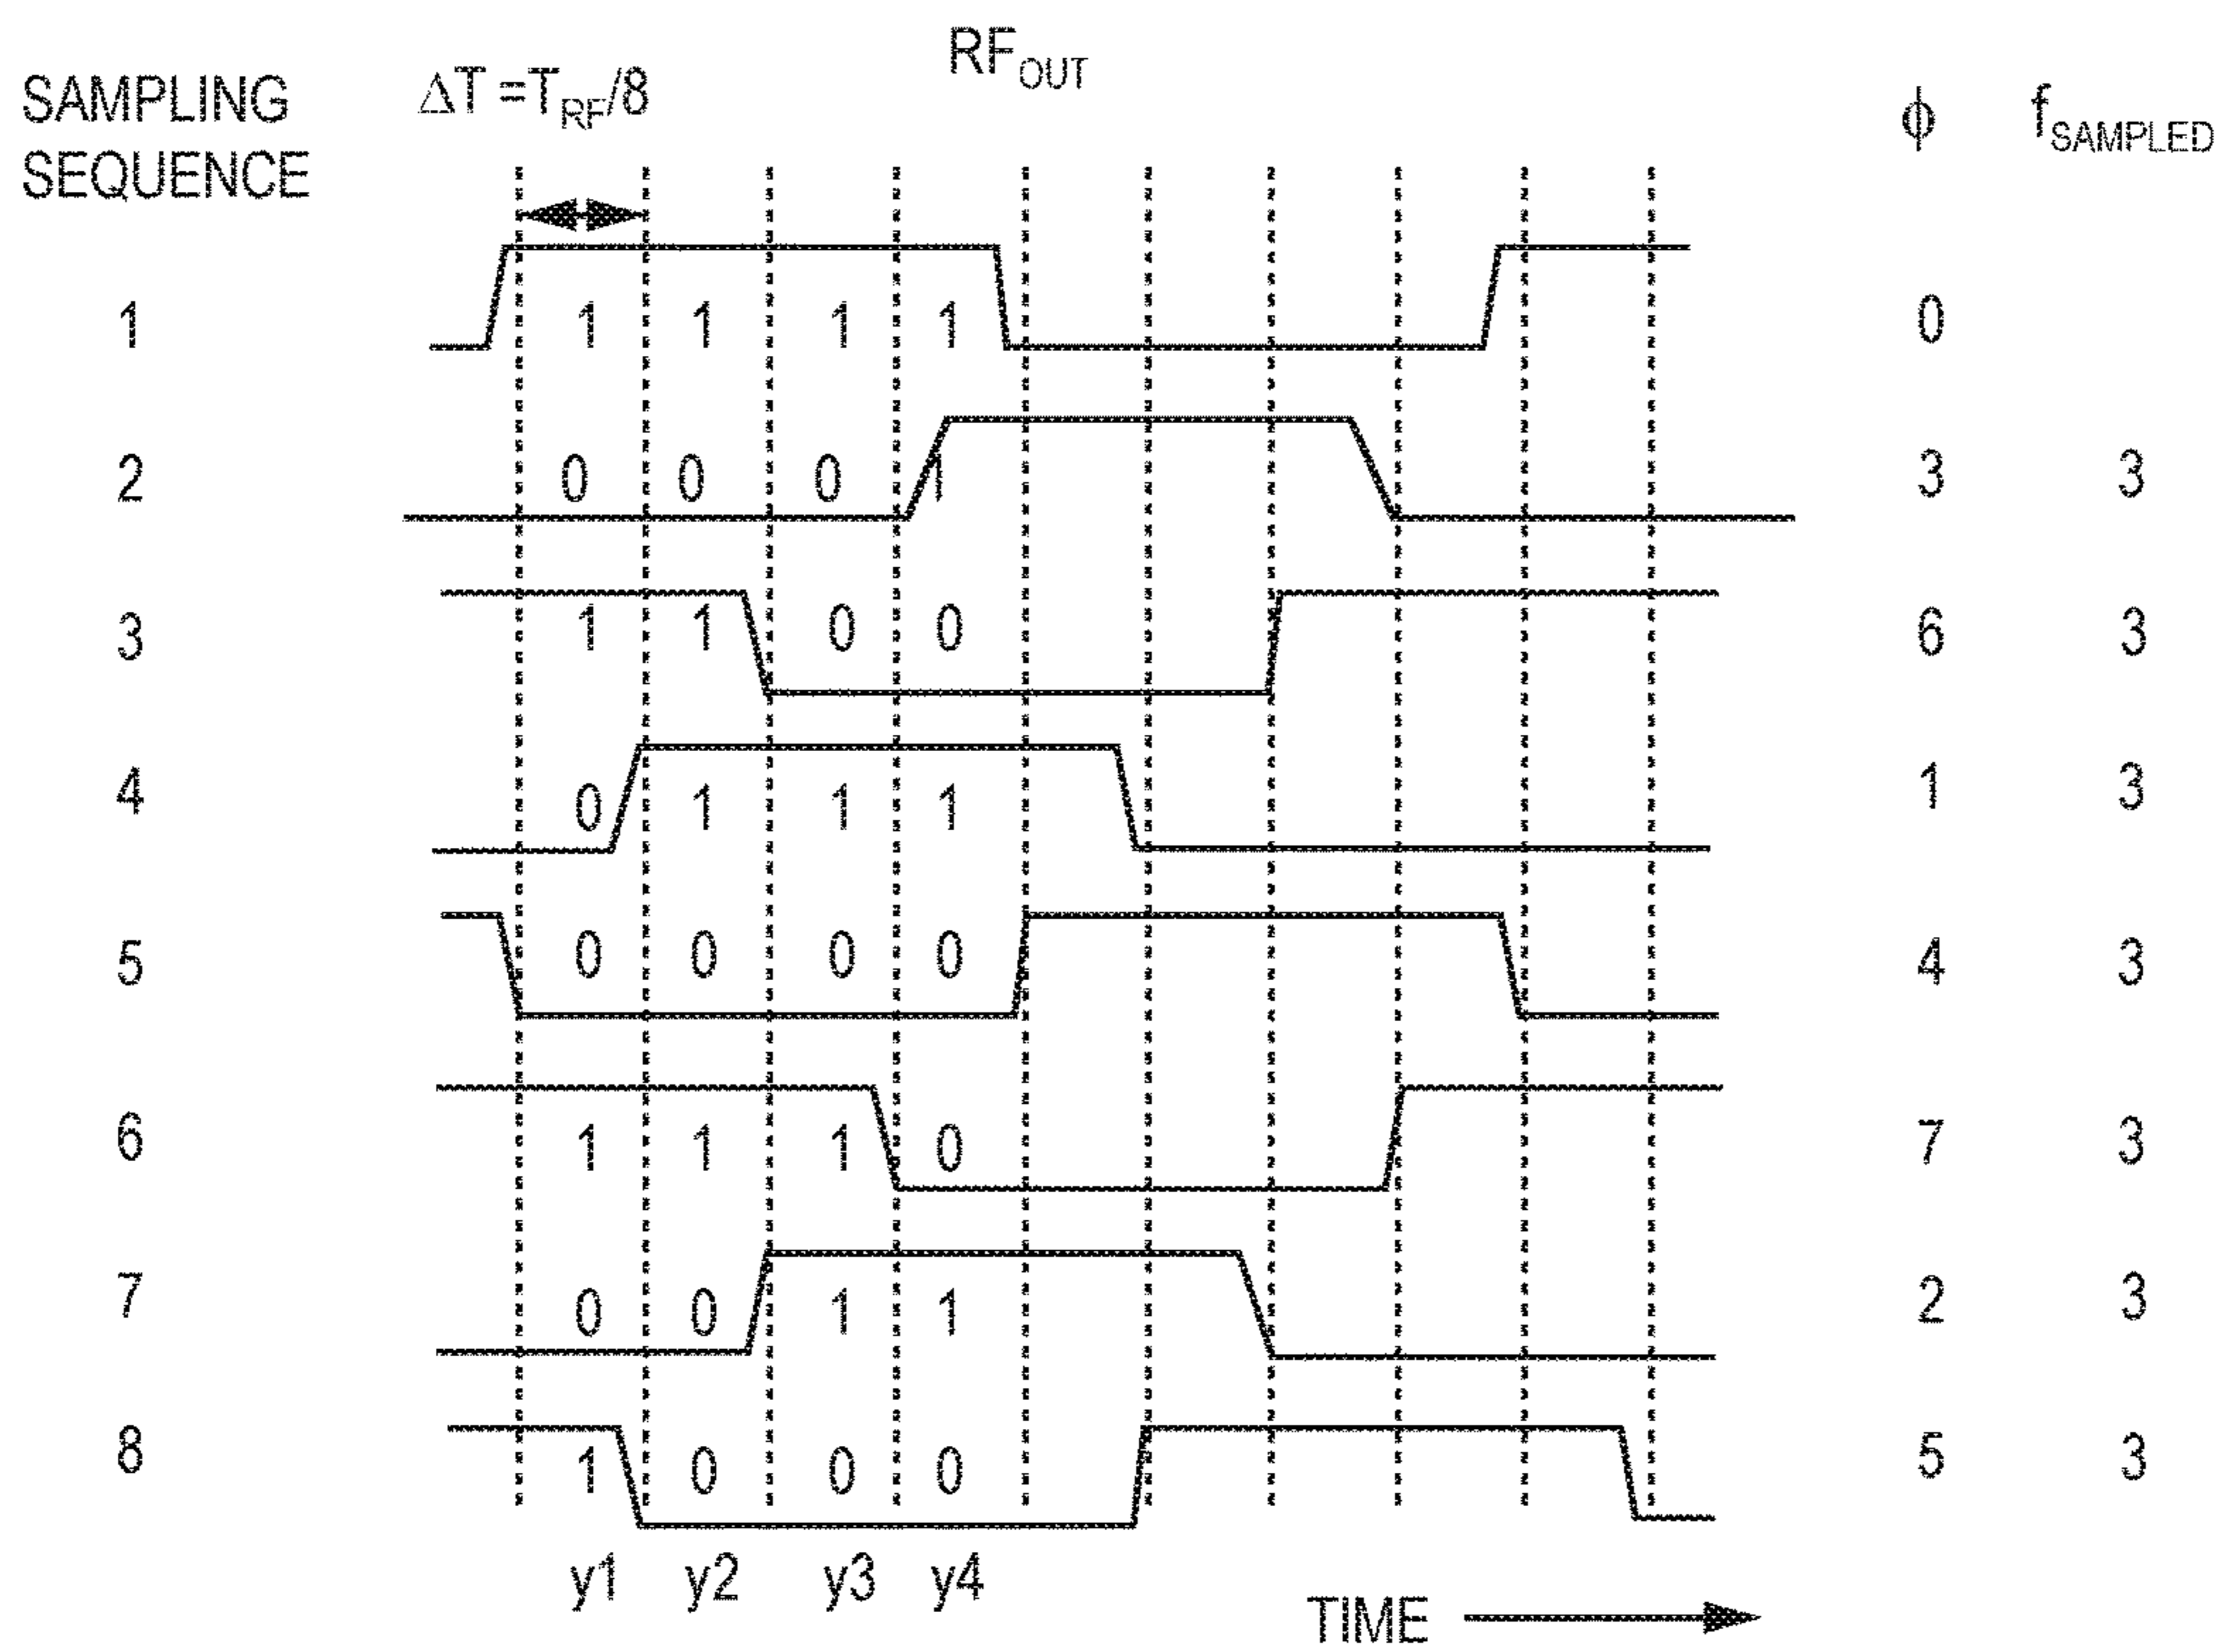 RF_OUT
SAMPLING SEQUENCE
ΔT =T_RF/8
ϕ f_SAMPLED
1 1 1 1 1 0
2 0 0 0 1 3 3
3 1 1 0 0 6 3
4 0 1 1 1 1 3
5 0 0 0 0 4 3
6 1 1 1 0 7 3
7 0 0 1 1 2 3
8 1 0 0 0 5 3
y1 y2 y3 y4
TIME